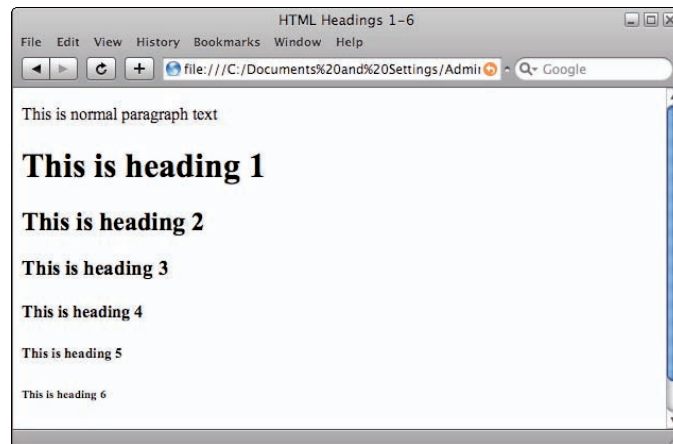 HTML Headings 1-6
File Edit View History Bookmarks Window Help
file:///C:/Documents%20and%20Settings/Admi Google
This is normal paragraph text
This is heading 1
This is heading 2
This is heading 3
This is heading 4
This is heading 5
This is heading 6